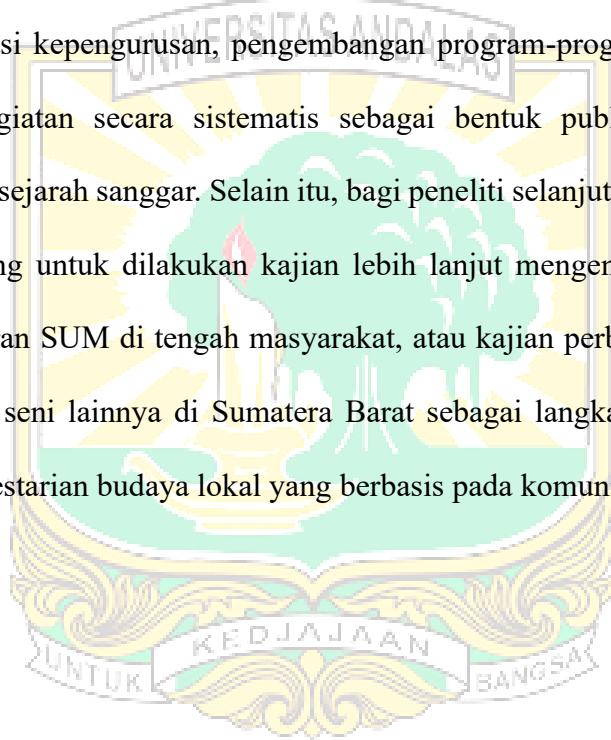 UNIVERSITAS ANDALAS
si kepengurusan, pengembangan program-prog
giatan secara sistematis sebagai bentuk publ
sejarah sanggar. Selain itu, bagi peneliti selanjut
ng untuk dilakukan kajian lebih lanjut mengen
ran SUM di tengah masyarakat, atau kajian perb
seni lainnya di Sumatera Barat sebagai langka
estarian budaya lokal yang berbasis pada komun
UNTUK KEDJAJAAN BANGSA